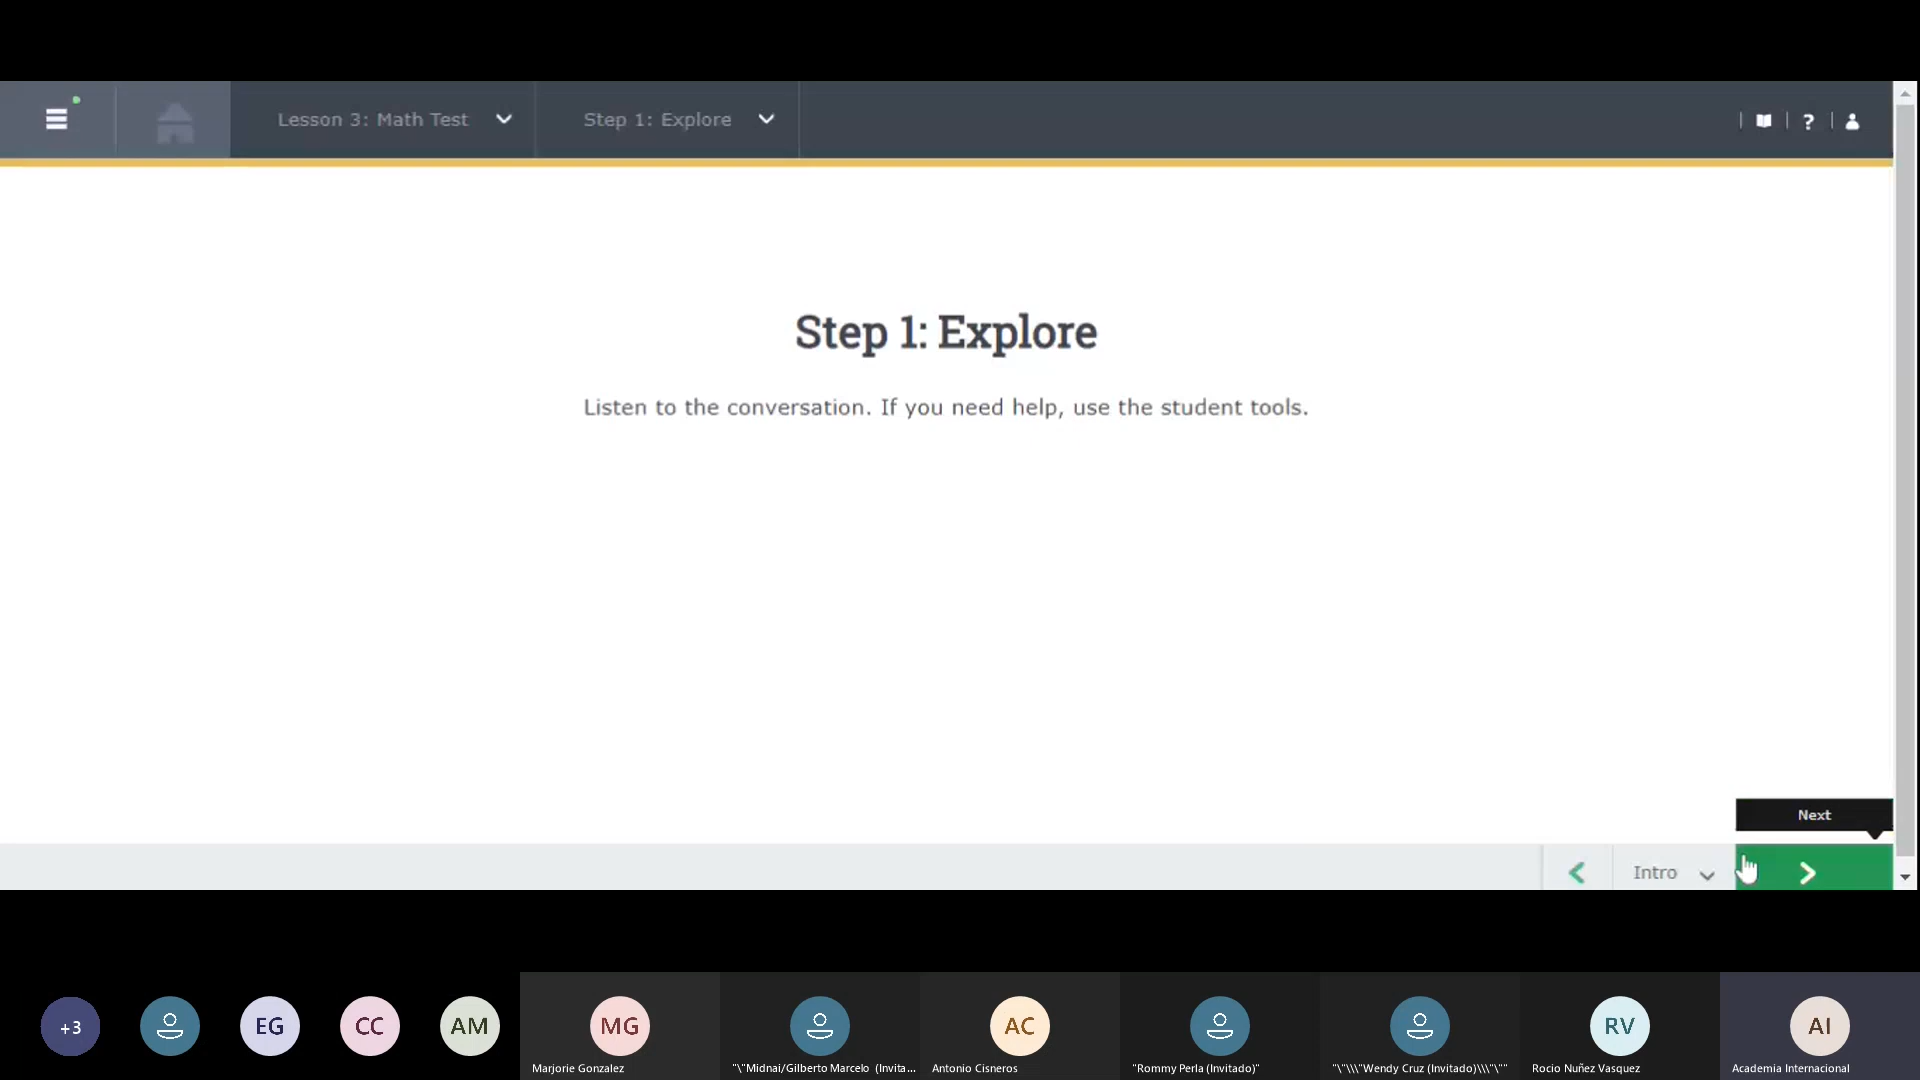 Lesson 3: Math Test
Step 1: Explore
?
Step 1: Explore
Listen to the conversation. If you need help, use the student tools.
Next
Intro
+3
EG
CC
AM
MG
AC
RV
AI
Marjorie Gonzalez
"\"Midnai/Gilberto Marcelo (Invita...
Antonio Cisneros
"Rommy Perla (Invitado)"
"\"\\\"Wendy Cruz (Invitado)\\\"\""
Rocio Nuñez Vasquez
Academia Internacional